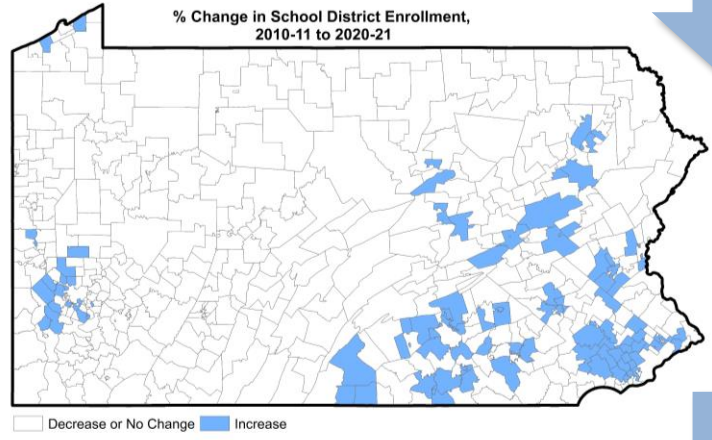 % Change in School District Enrollment,
2010-11 to 2020-21
Decrease or No Change Increase